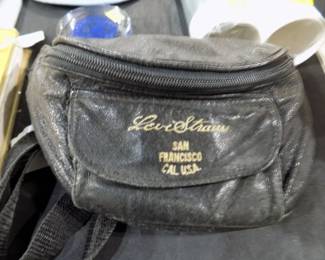 Levi Strauss
SAN
FRANCISCO
CAL. U.S.A.